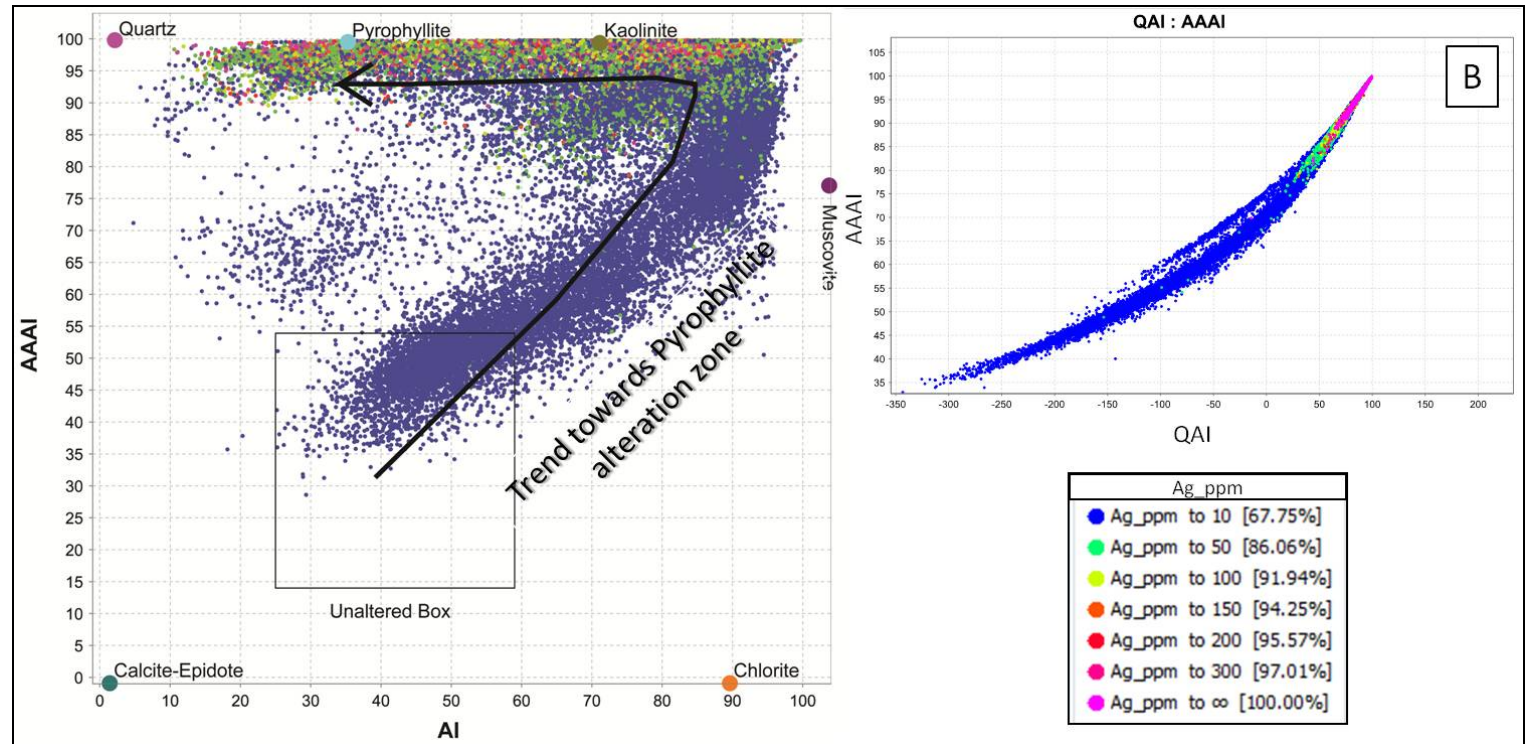 Quartz
Pyrophyllite
Kaolinite
100
95
90
85
80
75
70
65
60
55
50
45
40
35
30
25
20
15
10
5
0
AAAI
Muscovite
Trend towards Pyrophyllite
alteration zone
Unaltered Box
Calcite-Epidote
Chlorite
0 10 20 30 40 50 60 70 80 90 100
AI
QAI : AAAI
B
105
100
95
90
85
80
75
70
65
60
55
50
45
40
35
AAAI
-350 -300 -250 -200 -150 -100 -50 0 50 100 150 200
QAI
Ag_ppm
Ag_ppm to 10 [67.75%]
Ag_ppm to 50 [86.06%]
Ag_ppm to 100 [91.94%]
Ag_ppm to 150 [94.25%]
Ag_ppm to 200 [95.57%]
Ag_ppm to 300 [97.01%]
Ag_ppm to ∞ [100.00%]